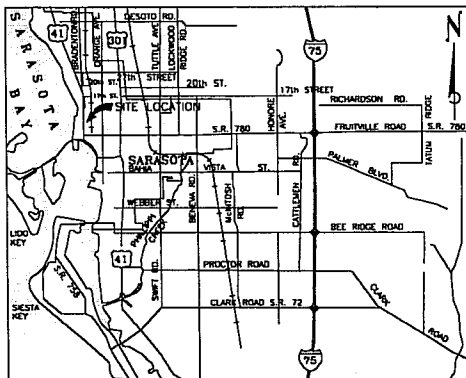 SARASOTA
BAY
41
BRADENTON RD.
ORANGE AVE.
301
DESOTO RD.
TUTTLE AVE.
LOCKWOOD
RIDGE RD.
75
N
27th STREET
20th ST.
20th ST.
17th ST.
17th STREET
SITE LOCATION
HONORE
AVE.
RICHARDSON RD.
S.R. 780
FRUITVILLE ROAD
S.R. 780
TATUM
RIDGE
SARASOTA
BAHIA
VISTA
ST.
PALMER BLVD.
CATTLEMEN
RD.
BENEVA RD.
McINTOSH
RD.
WEBBER ST.
PHILLIPPI
CREEK
LIDO
KEY
41
BEE RIDGE ROAD
S.R. 758
SWIFT RD.
PROCTOR ROAD
SIESTA
KEY
CLARK ROAD S.R. 72
CLARK
ROAD
75